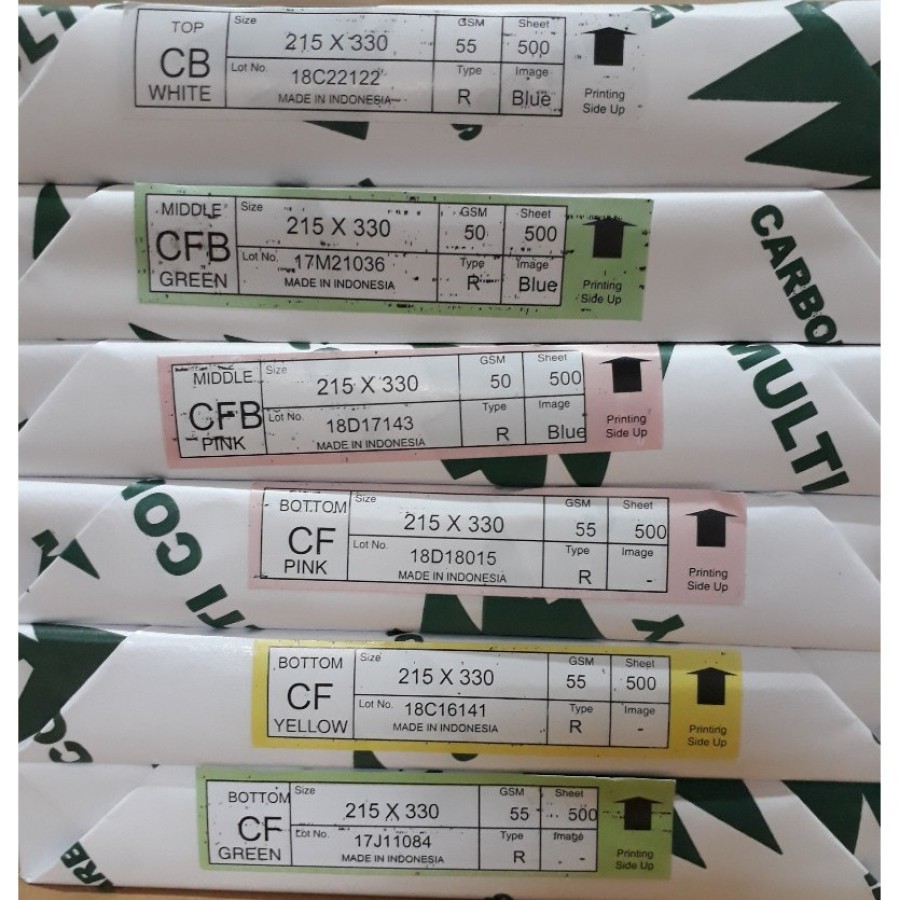 TOP
CB
WHITE
Size
215 X 330
GSM
55
Sheet
500
Lot No.
18C22122
MADE IN INDONESIA
Type
R
Image
Blue
Printing
Side Up
MIDDLE
CFB
GREEN
Size
215 X 330
GSM
50
Sheet
500
Lot No.
17M21036
MADE IN INDONESIA
Type
R
Image
Blue
Printing
Side Up
CARBO
MIDDLE
CFB
PINK
Size
215 X 330
GSM
50
Sheet
500
Lot No.
18D17143
MADE IN INDONESIA
Type
R
Image
Blue
Printing
Side Up
MULTI
BOTTOM
CF
PINK
Size
215 X 330
GSM
55
Sheet
500
Lot No.
18D18015
MADE IN INDONESIA
Type
R
Image
-
Printing
Side Up
TI CO
BOTTOM
CF
YELLOW
Size
215 X 330
GSM
55
Sheet
500
Lot No.
18C16141
MADE IN INDONESIA
Type
R
Image
-
Printing
Side Up
BOTTOM
CF
GREEN
Size
215 X 330
GSM
55
Sheet
500
Lot No.
17J11084
MADE IN INDONESIA
Type
R
Image
- -
Printing
Side Up